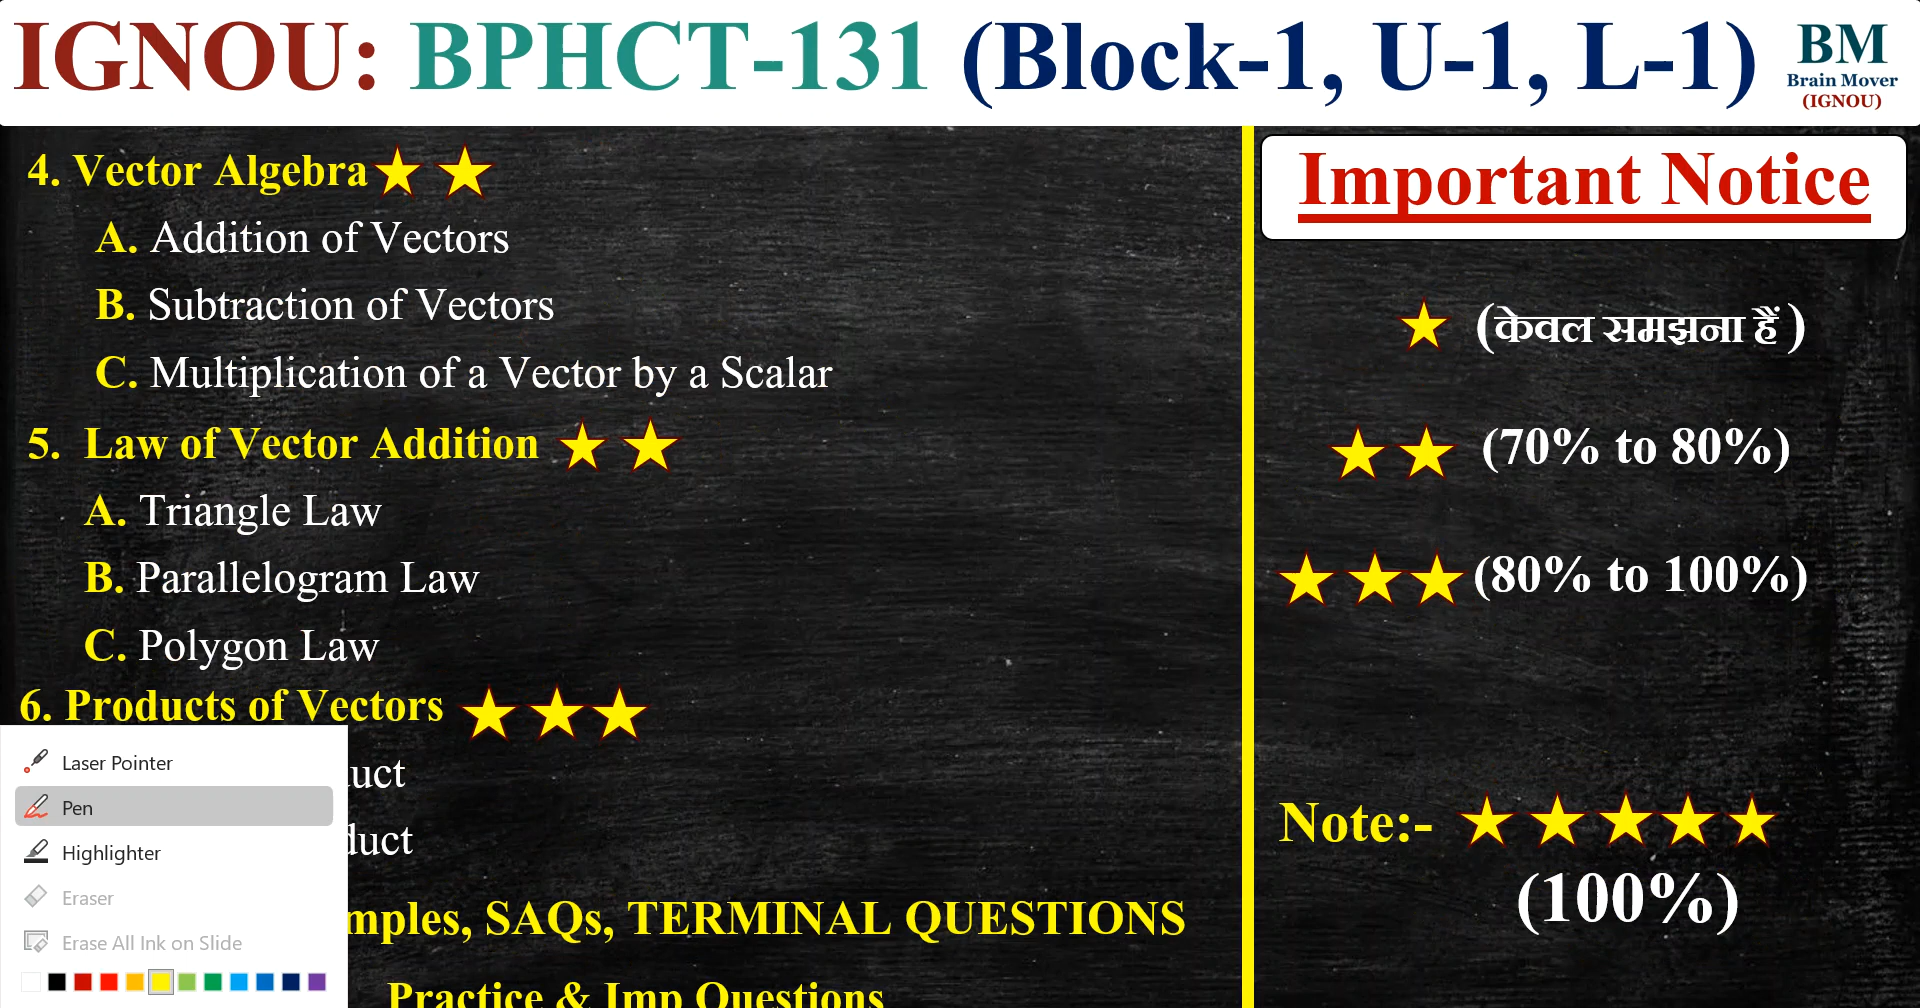 IGNOU: BPHCT-131 (Block-1, U-1, L-1)
BM
Brain Mover
(IGNOU)
4. Vector Algebra
A. Addition of Vectors
B. Subtraction of Vectors
C. Multiplication of a Vector by a Scalar
5. Law of Vector Addition
A. Triangle Law
B. Parallelogram Law
C. Polygon Law
6. Products of Vectors
uct
duct
mples, SAQs, TERMINAL QUESTIONS
Practice & Imp Questions
Laser Pointer
Pen
Highlighter
Eraser
Erase All Ink on Slide
Important Notice
(केवल समझना हैं )
(70% to 80%)
(80% to 100%)
Note:-
(100%)